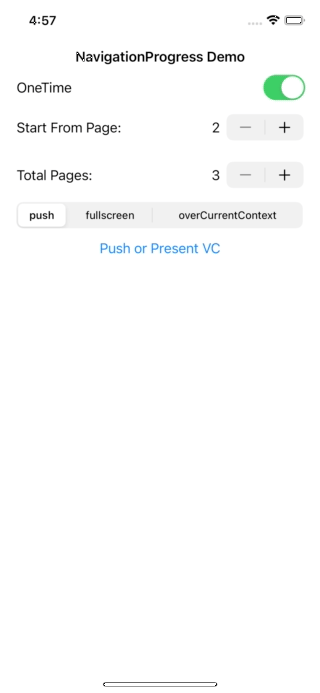 4:57
NavigationProgress Demo
OneTime
Start From Page: 2 − +
Total Pages: 3 − +
push fullscreen overCurrentContext
Push or Present VC